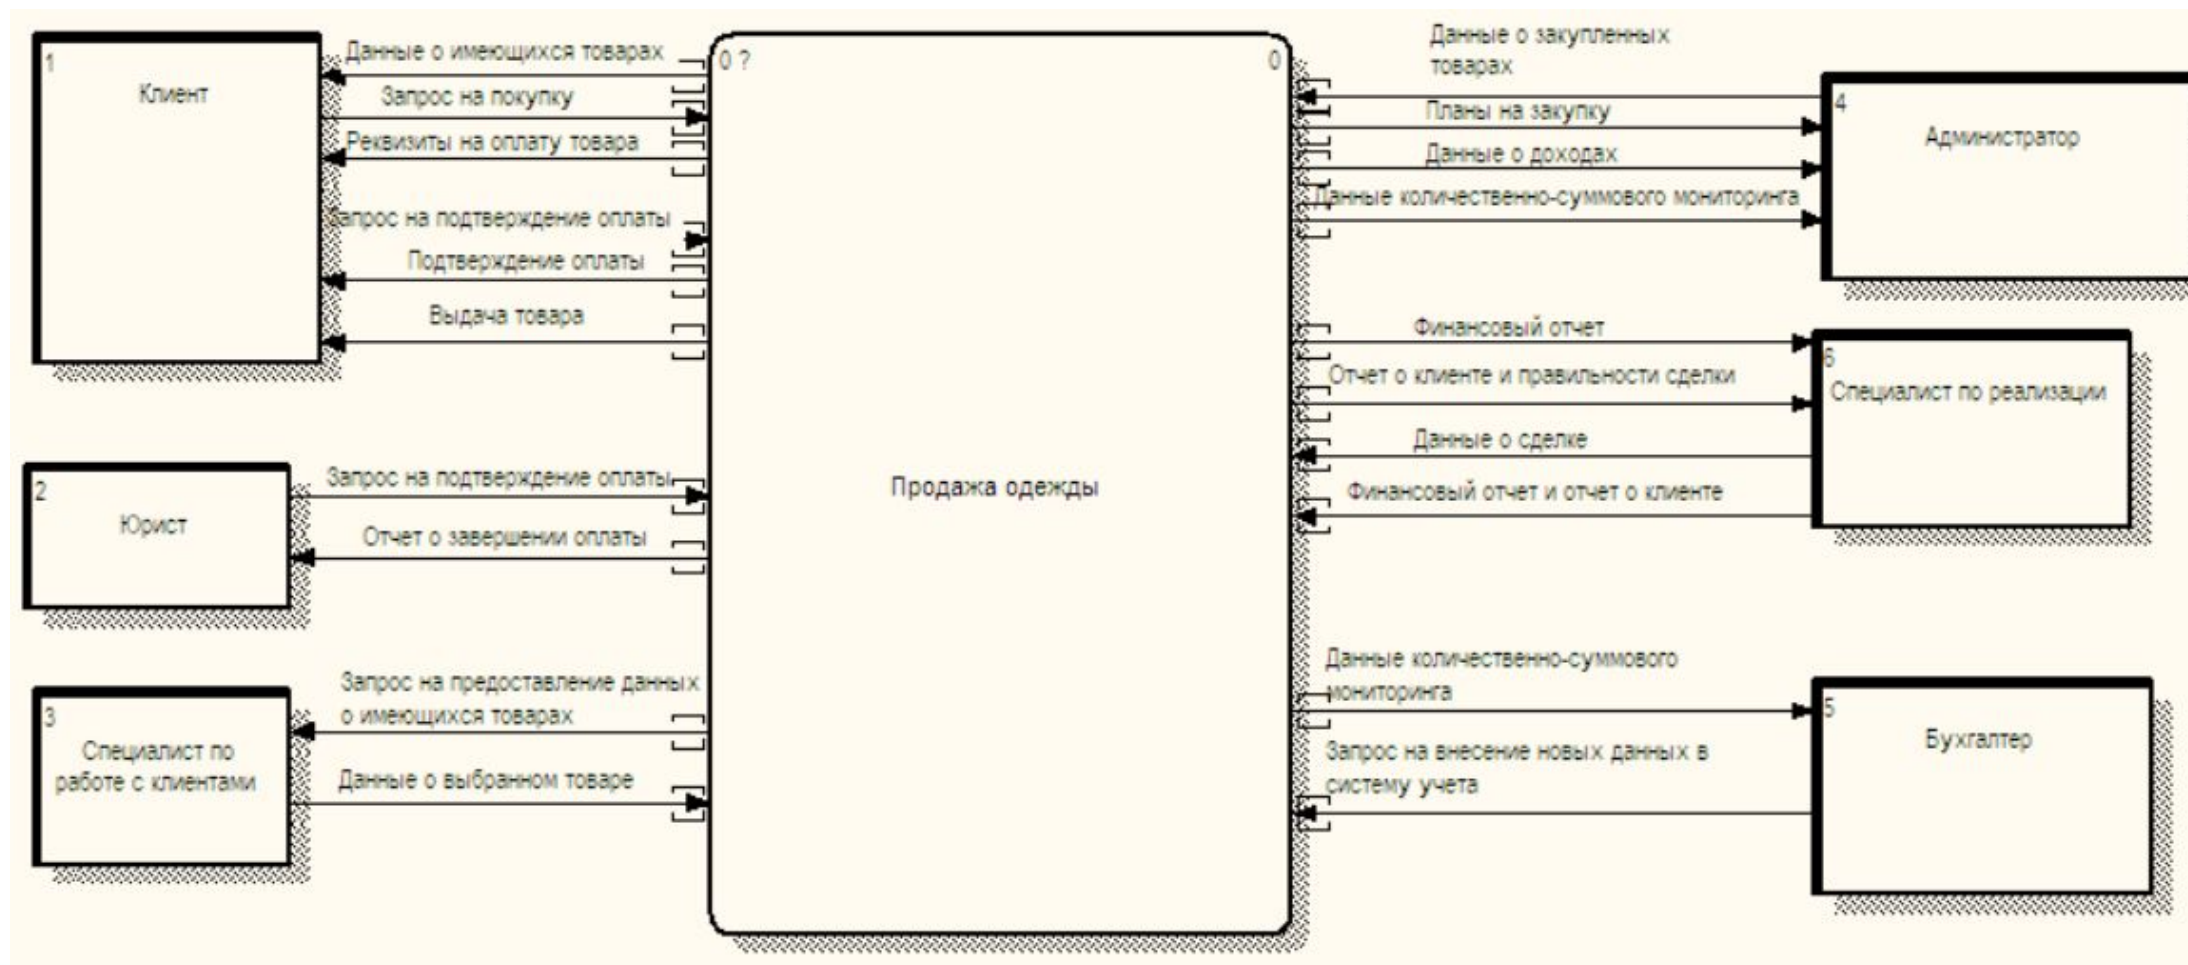 1
Клиент
Данные о имеющихся товарах
Запрос на покупку
Реквизиты на оплату товара
Запрос на подтверждение оплаты
Подтверждение оплаты
Выдача товара
2
Юрист
Запрос на подтверждение оплаты
Отчет о завершении оплаты
3
Специалист по
работе с клиентами
Запрос на предоставление данных
о имеющихся товарах
Данные о выбранном товаре
0 ?
0
Продажа одежды
Данные о закупленных
товарах
Планы на закупку
Данные о доходах
Данные количественно-суммового мониторинга
4
Администратор
Финансовый отчет
Отчет о клиенте и правильности сделки
Данные о сделке
Финансовый отчет и отчет о клиенте
6
Специалист по реализации
Данные количественно-суммового
мониторинга
Запрос на внесение новых данных в
систему учета
5
Бухгалтер